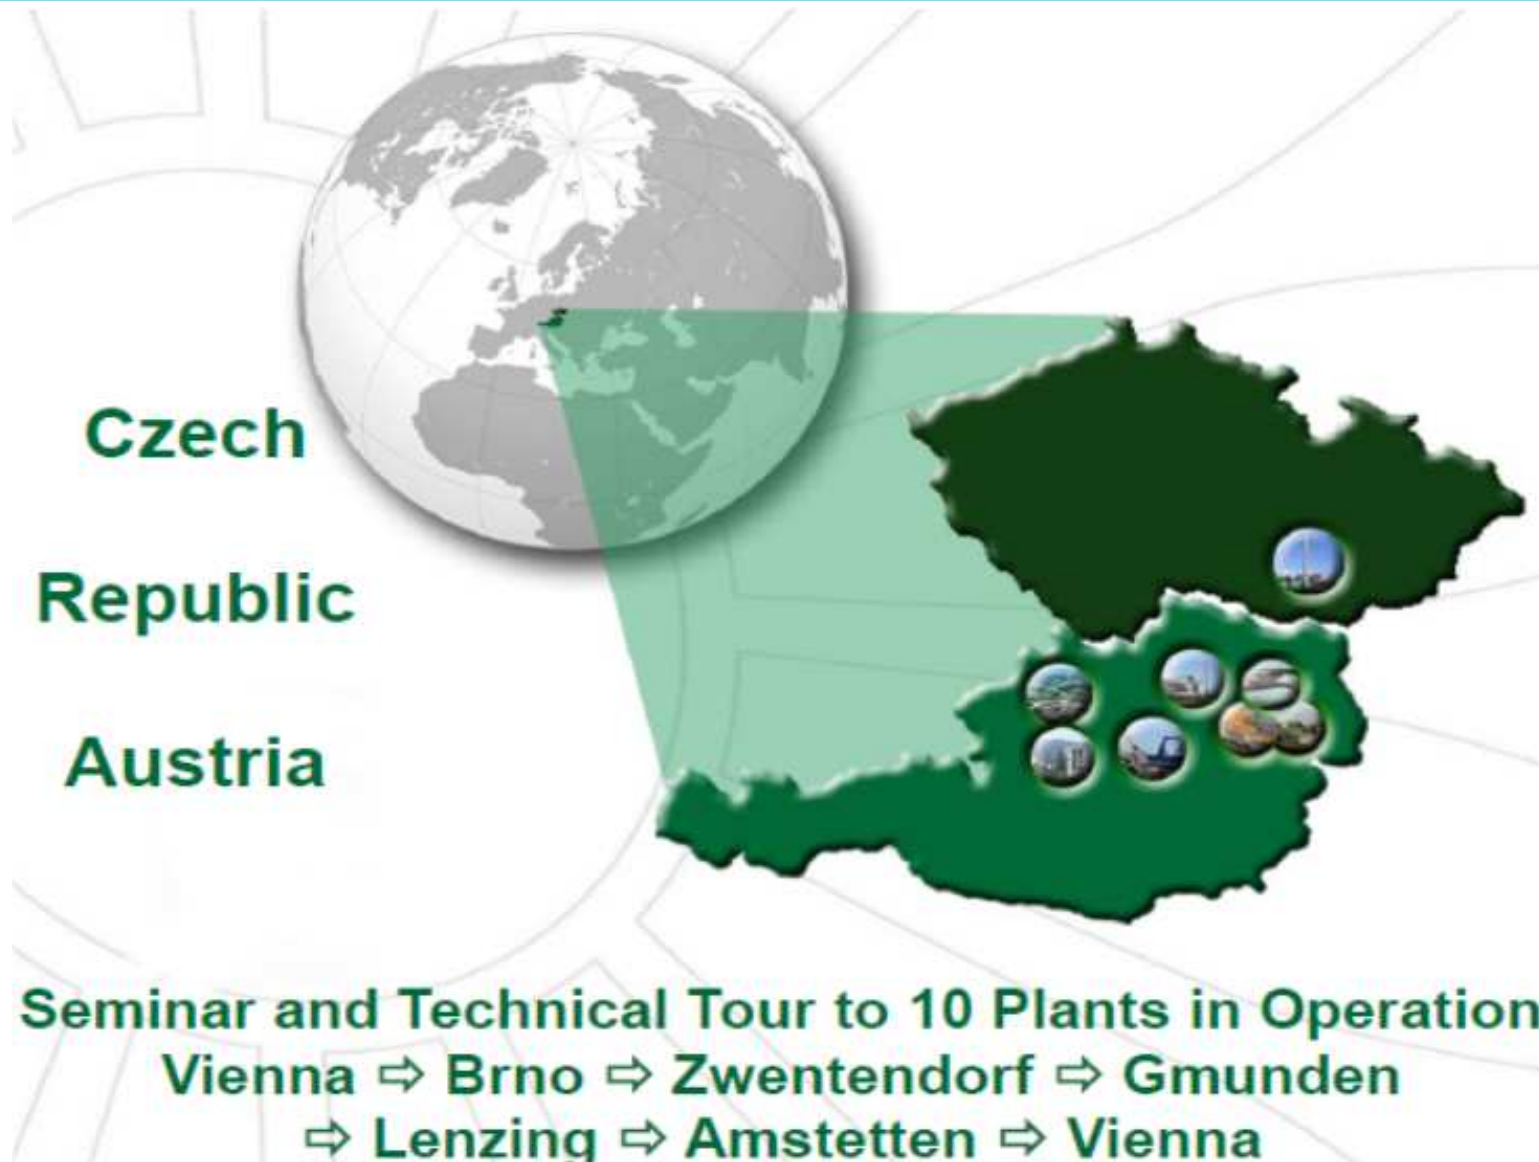 Czech
Republic
Austria
Seminar and Technical Tour to 10 Plants in Operation
Vienna ⇨ Brno ⇨ Zwentendorf ⇨ Gmunden
⇨ Lenzing ⇨ Amstetten ⇨ Vienna